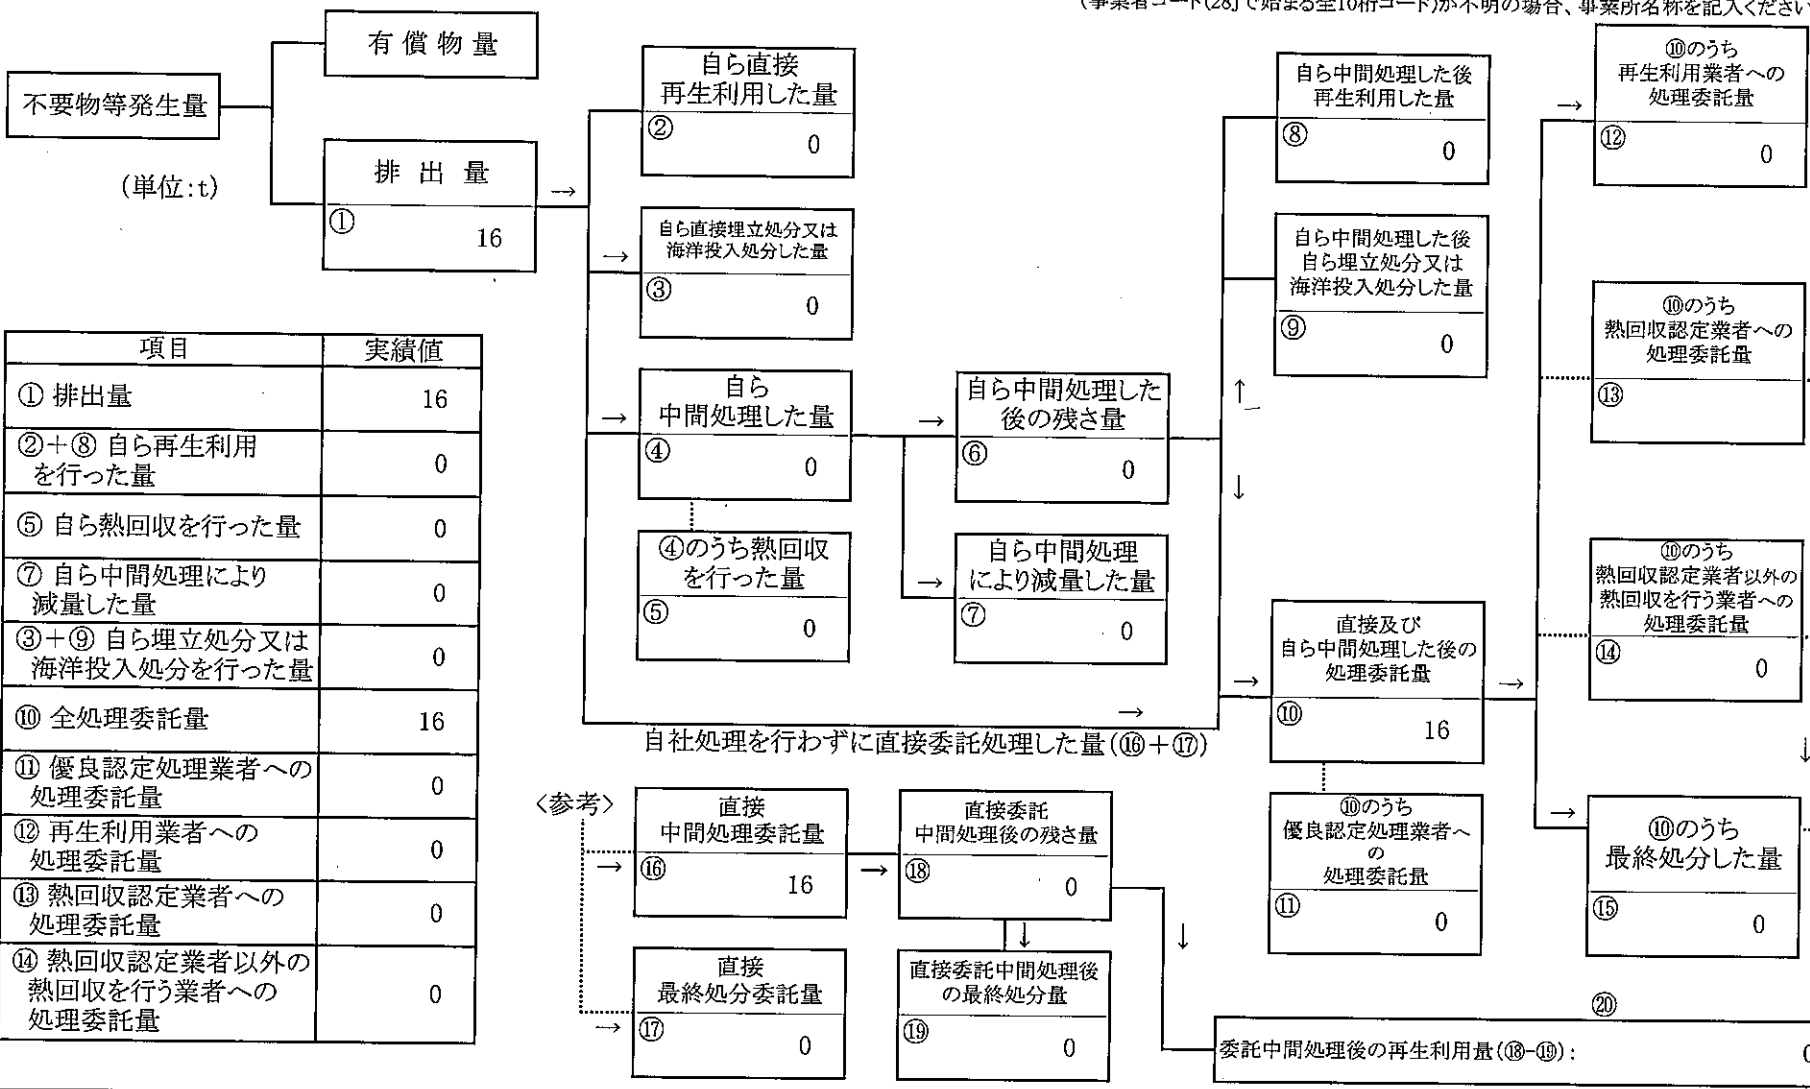 (事業者コード(28」で始まる全10桁コード)が不明の場合、事業所名称を記入ください
不要物等発生量
有償物量
(単位:t)
排出量
① 16
→
自ら直接
再生利用した量
② 0
→
自ら直接埋立処分又は
海洋投入処分した量
③ 0
→
自ら
中間処理した量
④ 0
④のうち熱回収
を行った量
⑤ 0
→
自ら中間処理した
後の残さ量
⑥ 0
→
自ら中間処理
により減量した量
⑦ 0
自ら中間処理した後
再生利用した量
⑧ 0
自ら中間処理した後
自ら埋立処分又は
海洋投入処分した量
⑨ 0
↑
↓
→
直接及び
自ら中間処理した後の
処理委託量
⑩ 16
→
⑩のうち
優良認定処理業者へ
の
処理委託量
⑪ 0
→
⑩のうち
再生利用業者への
処理委託量
⑫ 0
⑩のうち
熱回収認定業者への
処理委託量
⑬
⑩のうち
熱回収認定業者以外の
熱回収を行う業者への
処理委託量
⑭ 0
↓
→
⑩のうち
最終処分した量
⑮ 0
→
自社処理を行わずに直接委託処理した量(⑯+⑰)
<参考>
→
直接
中間処理委託量
⑯ 16
→
直接委託
中間処理後の残さ量
⑱ 0
→
直接
最終処分委託量
⑰ 0
↓
直接委託中間処理後
の最終処分量
⑲ 0
↓
⑳
委託中間処理後の再生利用量(⑱-⑲): 0
項目 実績値
① 排出量 16
②+⑧ 自ら再生利用
を行った量 0
⑤ 自ら熱回収を行った量 0
⑦ 自ら中間処理により
減量した量 0
③+⑨ 自ら埋立処分又は
海洋投入処分を行った量 0
⑩ 全処理委託量 16
⑪ 優良認定処理業者への
処理委託量 0
⑫ 再生利用業者への
処理委託量 0
⑬ 熱回収認定業者への
処理委託量 0
⑭ 熱回収認定業者以外の
熱回収を行う業者への
処理委託量 0